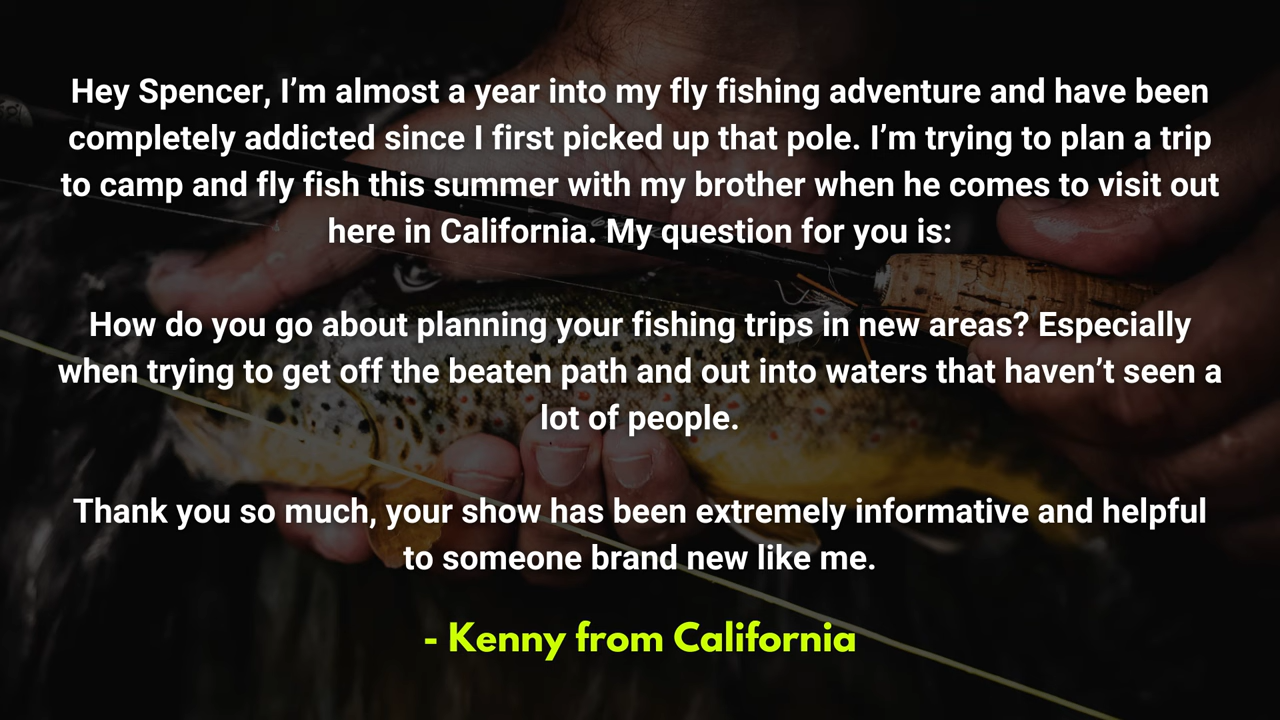 Hey Spencer, I’m almost a year into my fly fishing adventure and have been
completely addicted since I first picked up that pole. I’m trying to plan a trip
to camp and fly fish this summer with my brother when he comes to visit out
here in California. My question for you is:
How do you go about planning your fishing trips in new areas? Especially
when trying to get off the beaten path and out into waters that haven’t seen a
lot of people.
Thank you so much, your show has been extremely informative and helpful
to someone brand new like me.
- Kenny from California